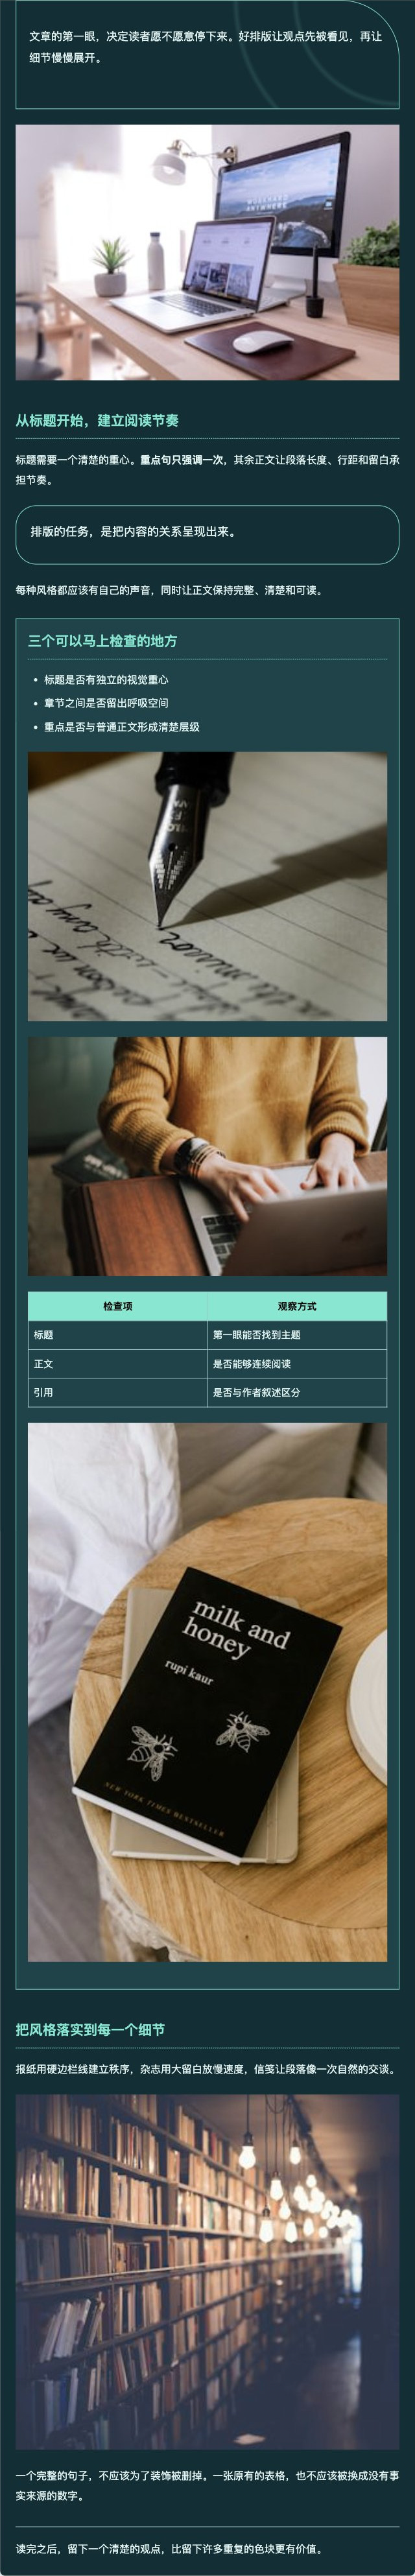 文章的第一眼，决定读者愿不愿意停下来。好排版让观点先被看见，再让
细节慢慢展开。
从标题开始，建立阅读节奏
标题需要一个清楚的重心。重点句只强调一次，其余正文让段落长度、行距和留白承
担节奏。
排版的任务，是把内容的关系呈现出来。
每种风格都应该有自己的声音，同时让正文保持完整、清楚和可读。
三个可以马上检查的地方
• 标题是否有独立的视觉重心
• 章节之间是否留出呼吸空间
• 重点是否与普通正文形成清楚层级
检查项 观察方式
标题 第一眼能否找到主题
正文 是否能够连续阅读
引用 是否与作者叙述区分
milk and
honey
rupi kaur
NEW YORK TIMES BESTSELLER
把风格落实到每一个细节
报纸用硬边栏线建立秩序，杂志用大留白放慢速度，信笺让段落像一次自然的交谈。
一个完整的句子，不应该为了装饰被删掉。一张原有的表格，也不应该被换成没有事
实来源的数字。
读完之后，留下一个清楚的观点，比留下许多重复的色块更有价值。